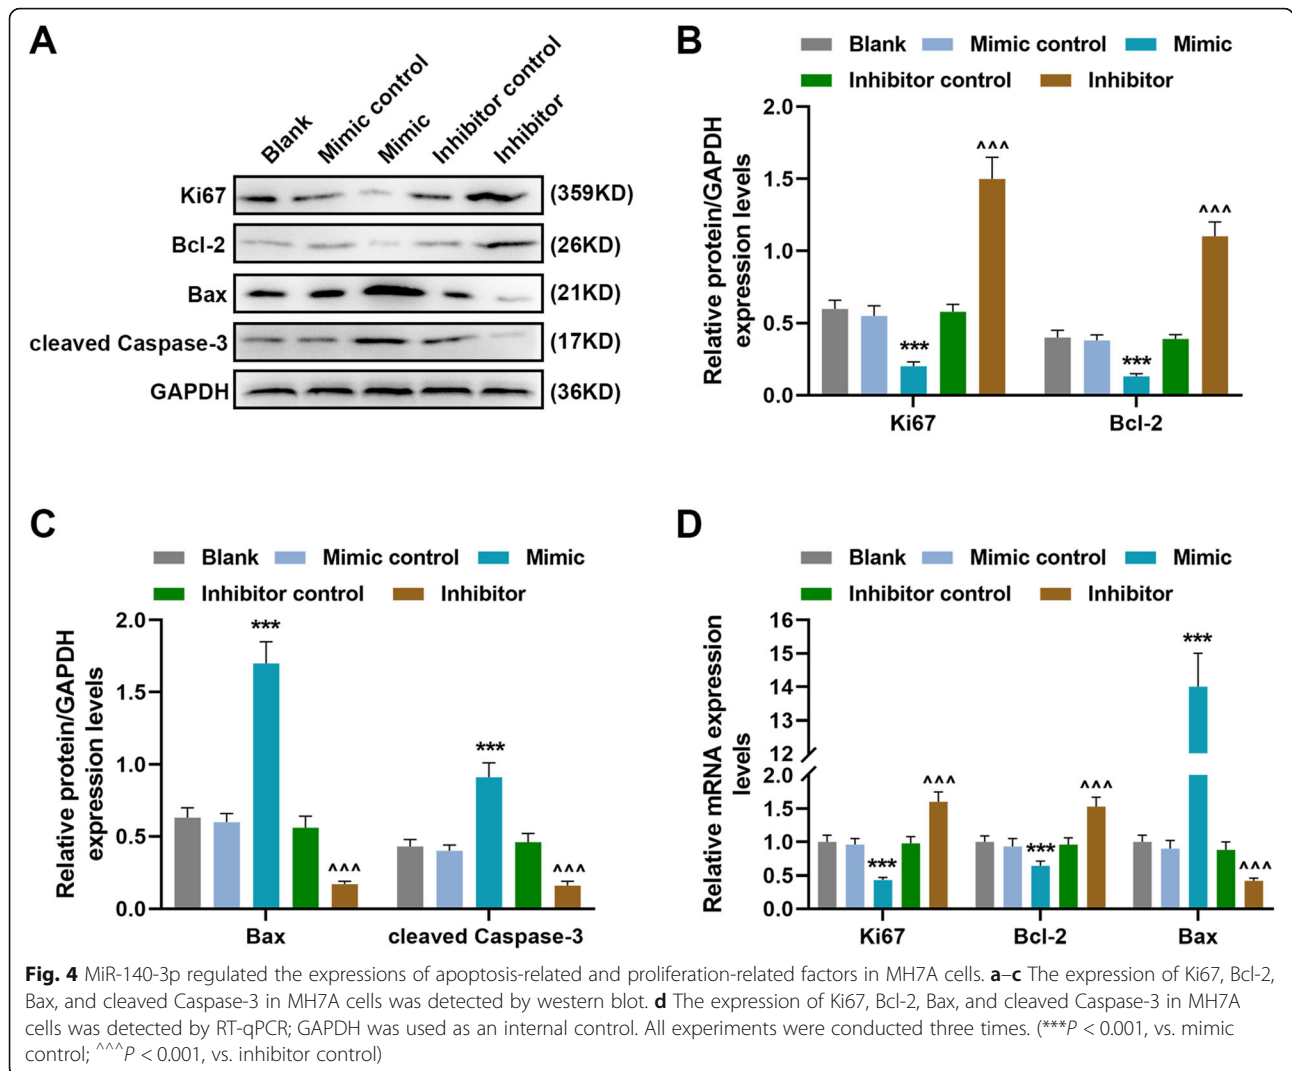 A
Blank
Mimic control
Mimic
Inhibitor control
Inhibitor
Ki67 (359KD)
Bcl-2 (26KD)
Bax (21KD)
cleaved Caspase-3 (17KD)
GAPDH (36KD)
B
Blank Mimic control Mimic
Inhibitor control Inhibitor
Relative protein/GAPDH
expression levels
2.0
1.5
1.0
0.5
0.0
*** ^^^ *** ^^^
Ki67 Bcl-2
C
Blank Mimic control Mimic
Inhibitor control Inhibitor
Relative protein/GAPDH
expression levels
2.0
1.5
1.0
0.5
0.0
*** ^^^ *** ^^^
Bax cleaved Caspase-3
D
Blank Mimic control Mimic
Inhibitor control Inhibitor
Relative mRNA expression
levels
16
15
14
13
12
2.0
1.5
1.0
0.5
0.0
*** ^^^ *** ^^^ *** ^^^
Ki67 Bcl-2 Bax
Fig. 4 MiR-140-3p regulated the expressions of apoptosis-related and proliferation-related factors in MH7A cells. a–c The expression of Ki67, Bcl-2,
Bax, and cleaved Caspase-3 in MH7A cells was detected by western blot. d The expression of Ki67, Bcl-2, Bax, and cleaved Caspase-3 in MH7A
cells was detected by RT-qPCR; GAPDH was used as an internal control. All experiments were conducted three times. (***P < 0.001, vs. mimic
control; ^^^P < 0.001, vs. inhibitor control)